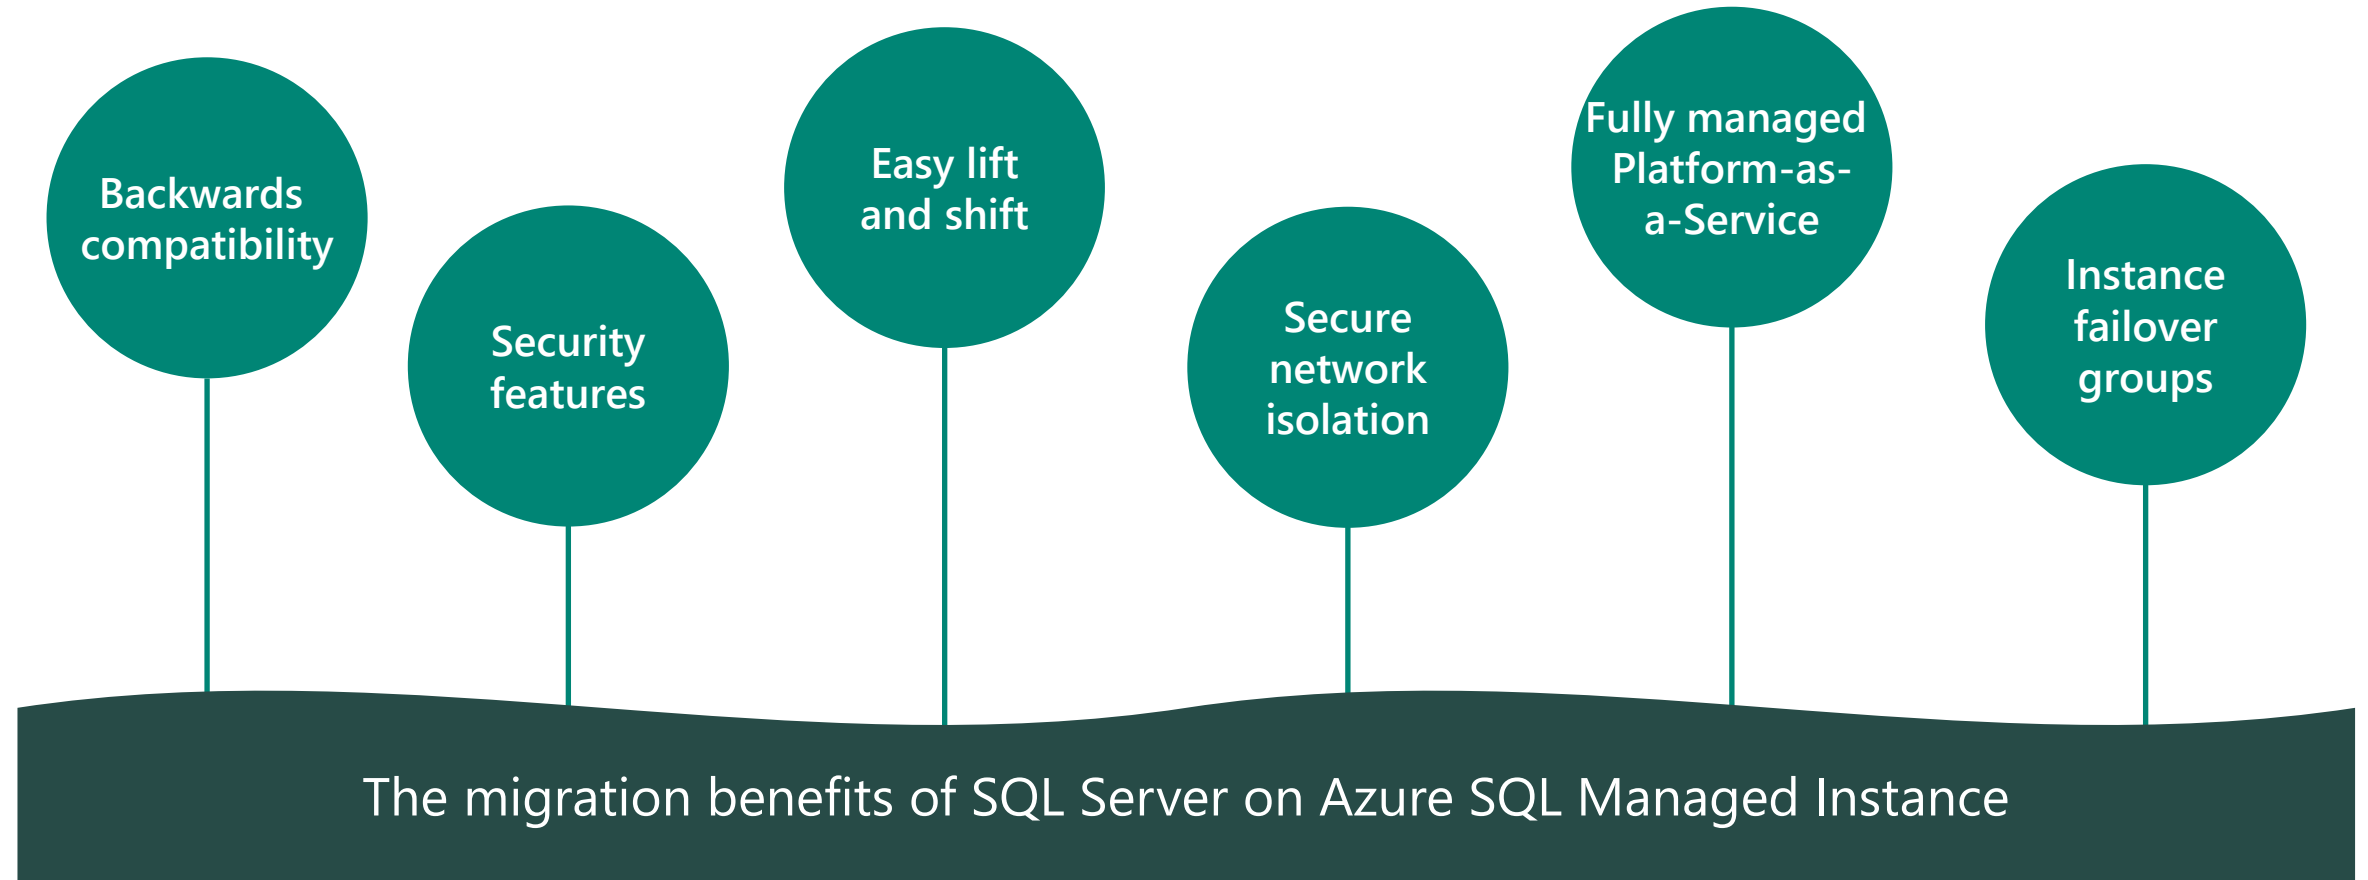 Backwards
compatibility
Security
features
Easy lift
and shift
Secure
network
isolation
Fully managed
Platform-as-
a-Service
Instance
failover
groups
The migration benefits of SQL Server on Azure SQL Managed Instance